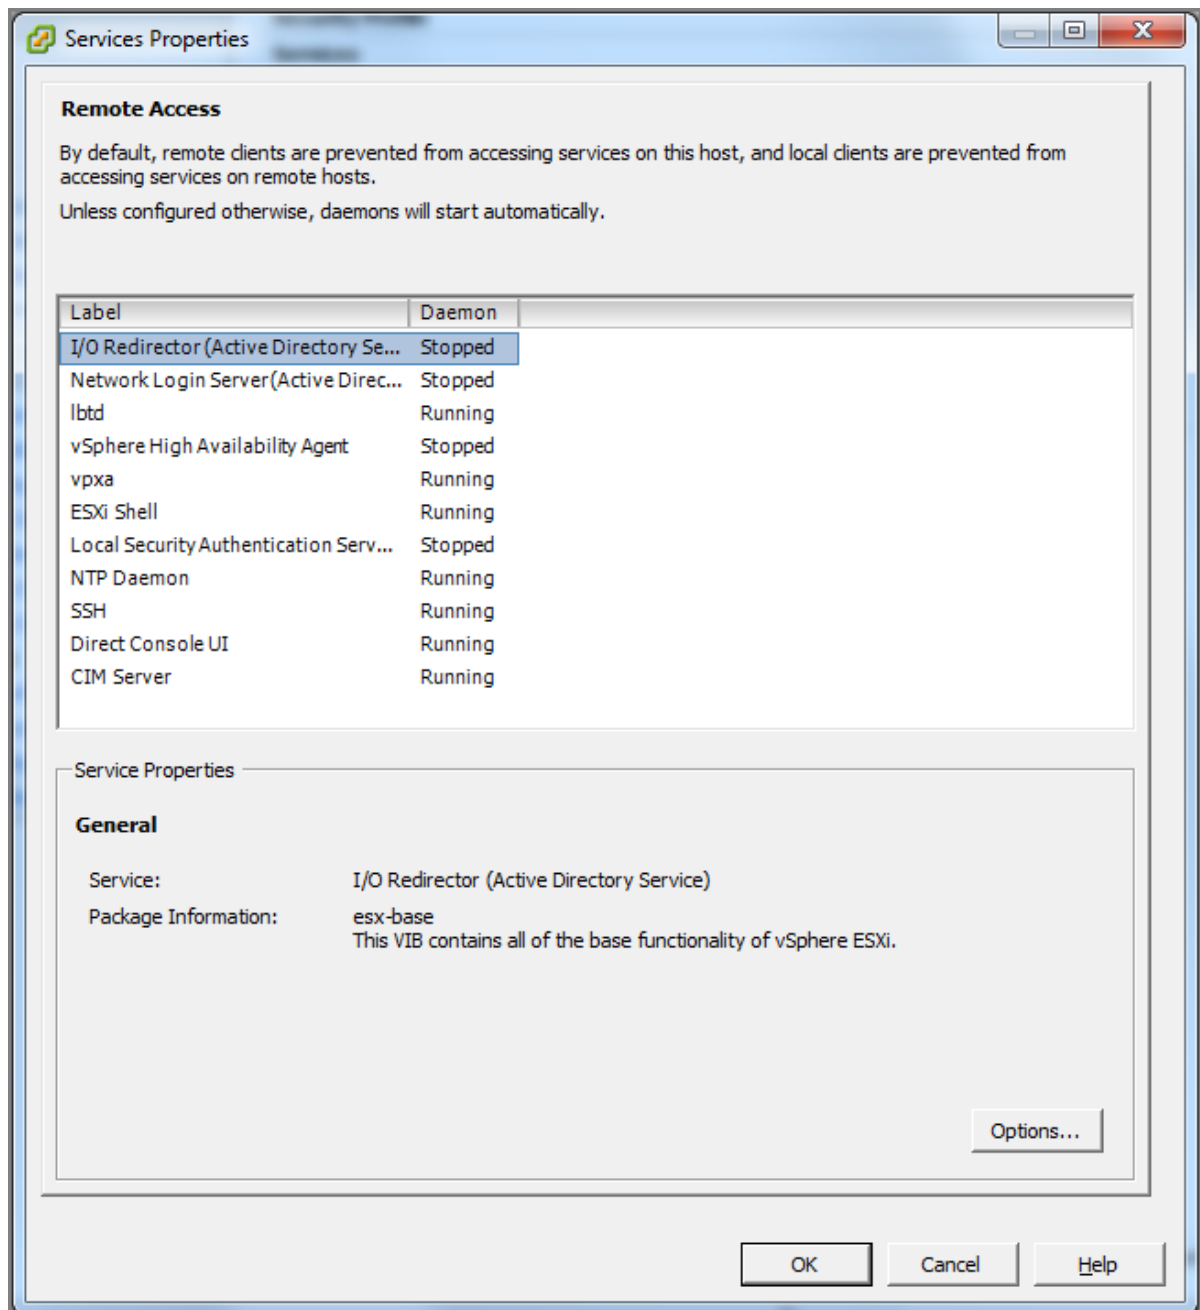 Services Properties
Remote Access
By default, remote clients are prevented from accessing services on this host, and local clients are prevented from
accessing services on remote hosts.
Unless configured otherwise, daemons will start automatically.
Label Daemon
I/O Redirector (Active Directory Se... Stopped
Network Login Server(Active Direc... Stopped
lbtd Running
vSphere High Availability Agent Stopped
vpxa Running
ESXi Shell Running
Local Security Authentication Serv... Stopped
NTP Daemon Running
SSH Running
Direct Console UI Running
CIM Server Running
Service Properties
General
Service: I/O Redirector (Active Directory Service)
Package Information: esx-base
This VIB contains all of the base functionality of vSphere ESXi.
Options...
OK Cancel Help